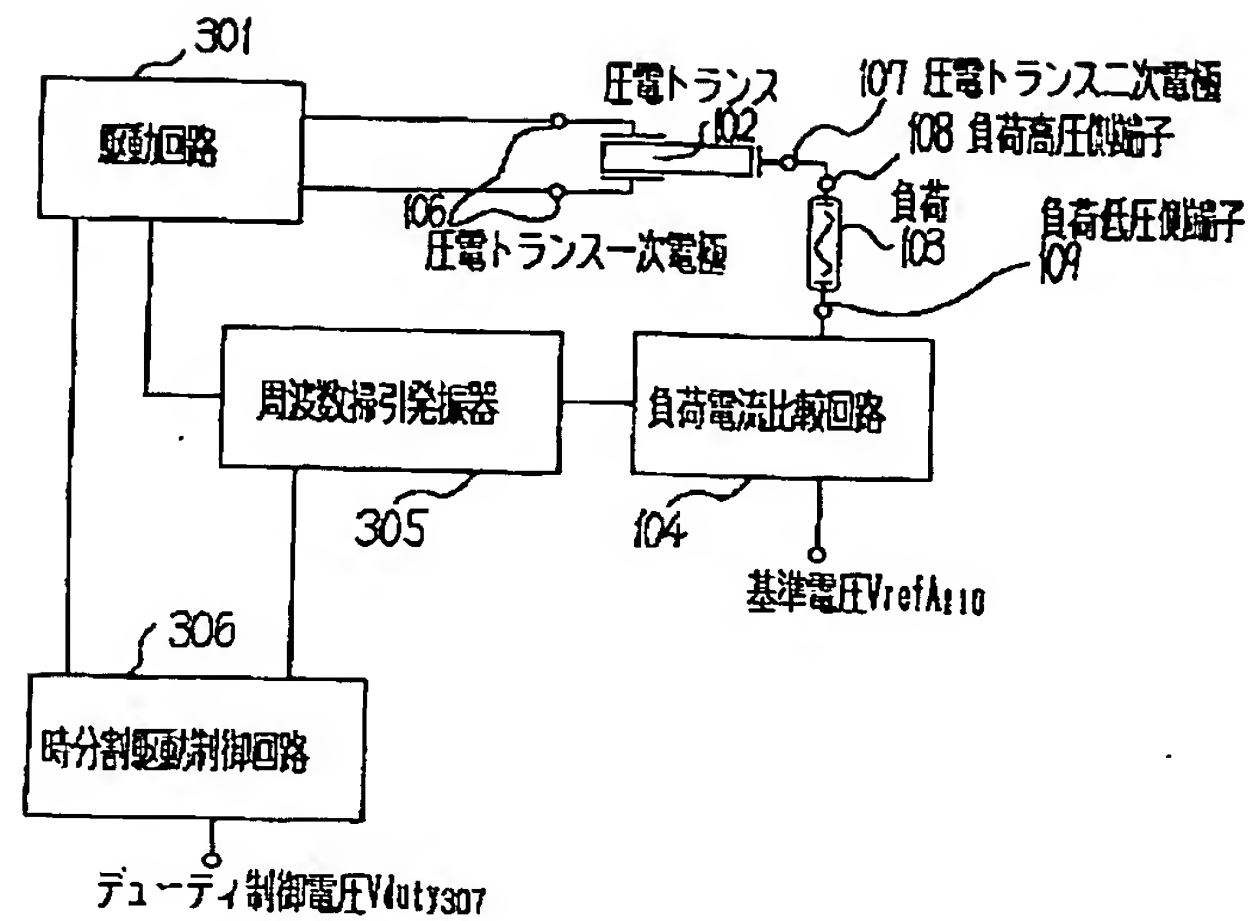 301
駆動回路
圧電トランス
102
107 圧電トランス二次電極
108 負荷高圧側端子
106
圧電トランス一次電極
負荷
103
負荷低圧側端子
109
周波数掃引発振器
305
負荷電流比較回路
104
基準電圧VrefA110
306
時分割駆動制御回路
デューティ制御電圧Vduty307